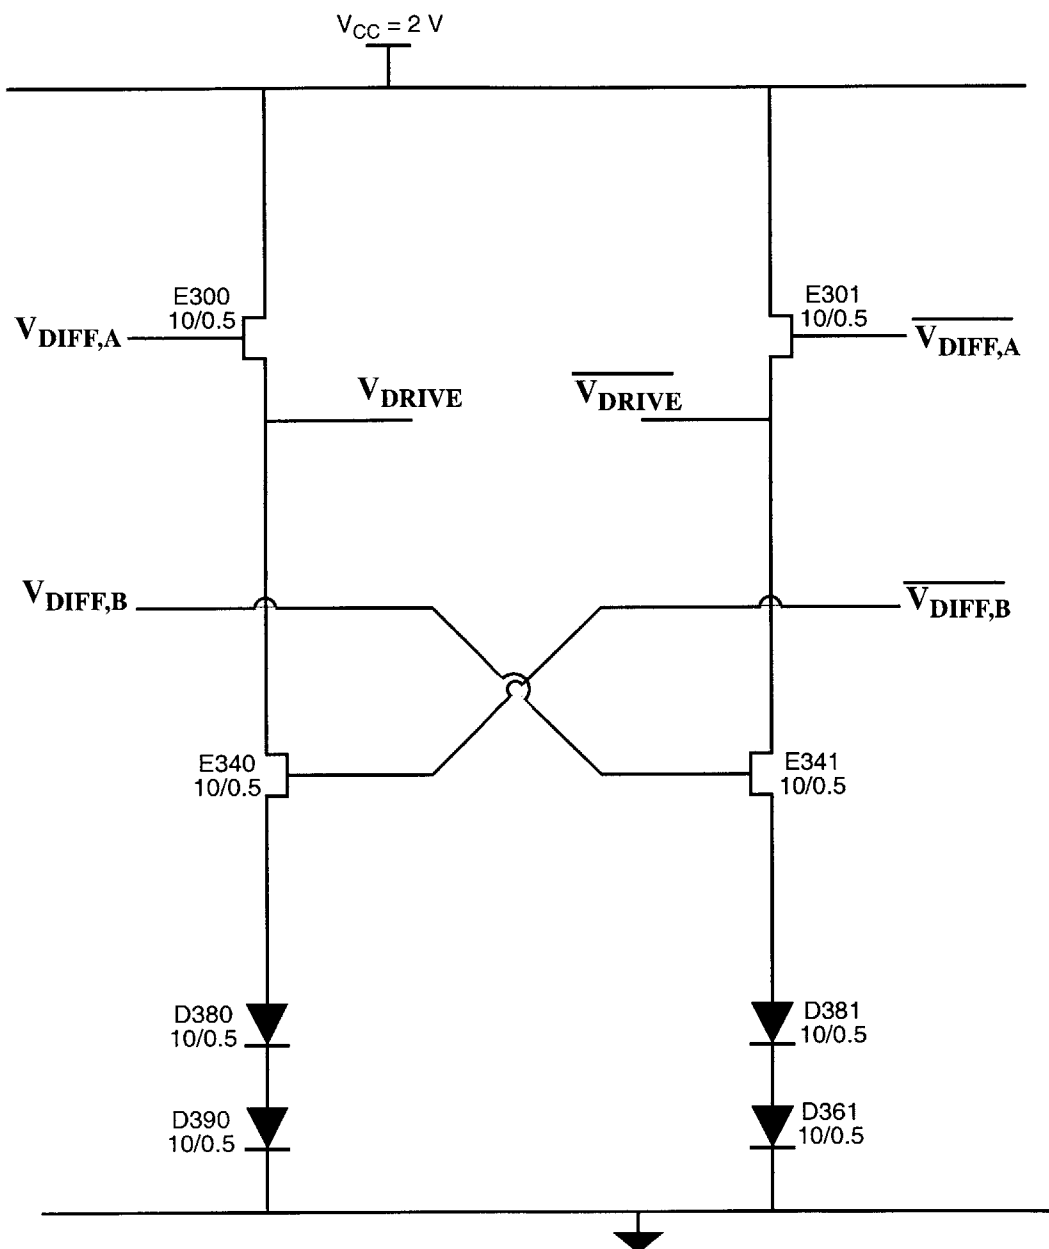 V_CC = 2 V
E300
10/0.5
E301
10/0.5
V_DIFF,A
V̅_DIFF,A
V_DRIVE
V̅_DRIVE
V_DIFF,B
V̅_DIFF,B
E340
10/0.5
E341
10/0.5
D380
10/0.5
D381
10/0.5
D390
10/0.5
D361
10/0.5